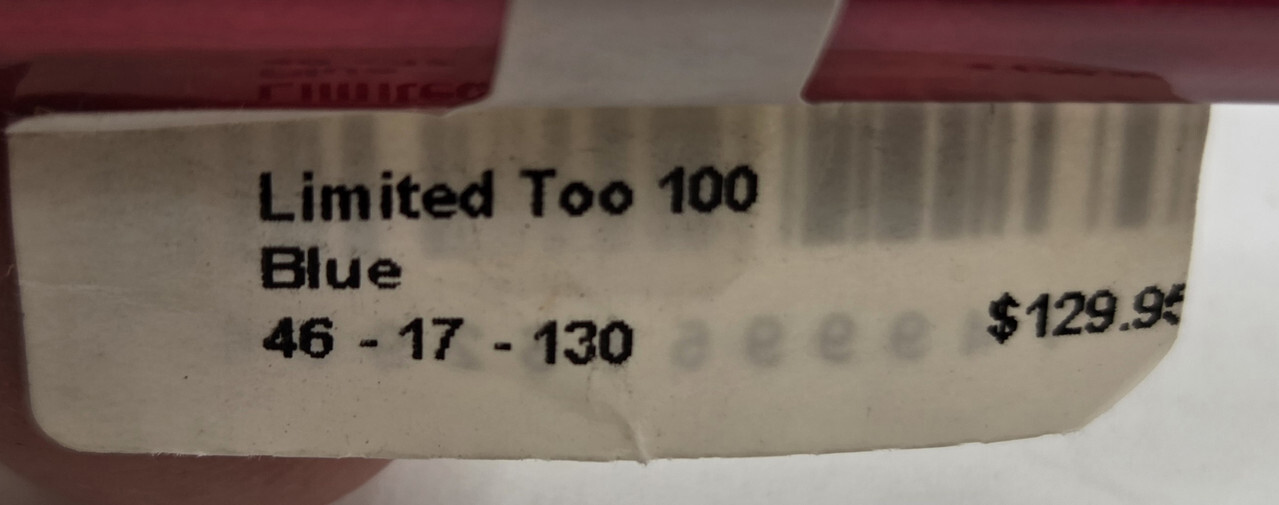 Limited Too 100
Blue
46 - 17 - 130
$129.95